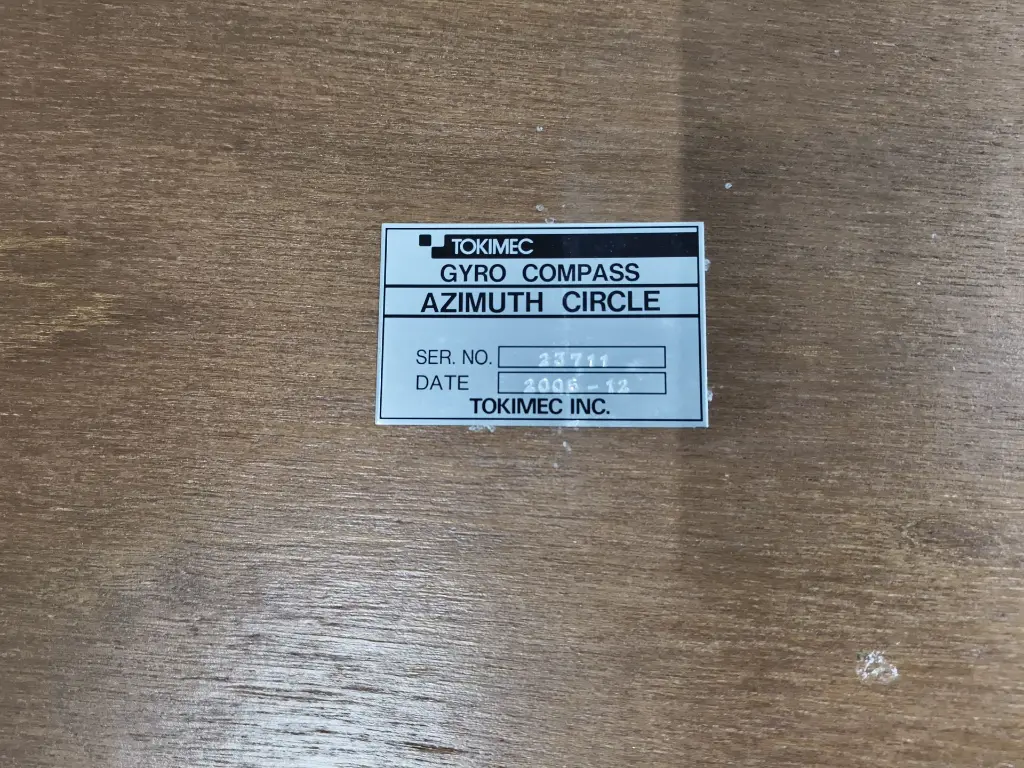 TOKIMEC
GYRO COMPASS
AZIMUTH CIRCLE
SER. NO. 23711
DATE 2006-12
TOKIMEC INC.